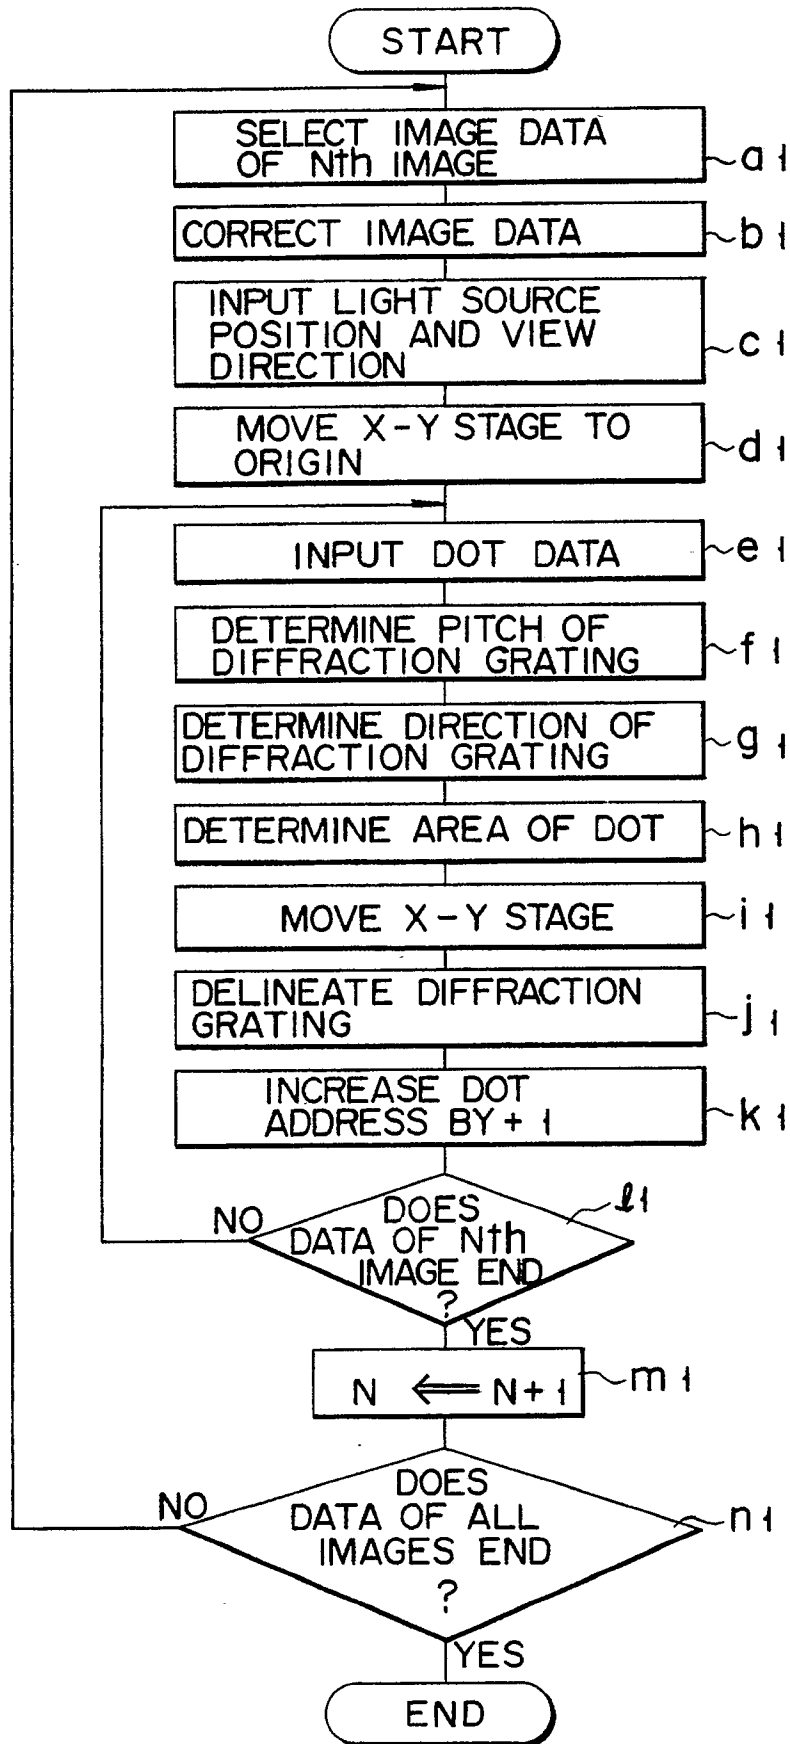 START
SELECT IMAGE DATA
OF Nth IMAGE
a1
CORRECT IMAGE DATA
b1
INPUT LIGHT SOURCE
POSITION AND VIEW
DIRECTION
c1
MOVE X-Y STAGE TO
ORIGIN
d1
INPUT DOT DATA
e1
DETERMINE PITCH OF
DIFFRACTION GRATING
f1
DETERMINE DIRECTION OF
DIFFRACTION GRATING
g1
DETERMINE AREA OF DOT
h1
MOVE X-Y STAGE
i1
DELINEATE DIFFRACTION
GRATING
j1
INCREASE DOT
ADDRESS BY +1
k1
NO
DOES
DATA OF Nth
IMAGE END
?
ℓ1
YES
N ⇐ N+1
m1
NO
DOES
DATA OF ALL
IMAGES END
?
n1
YES
END